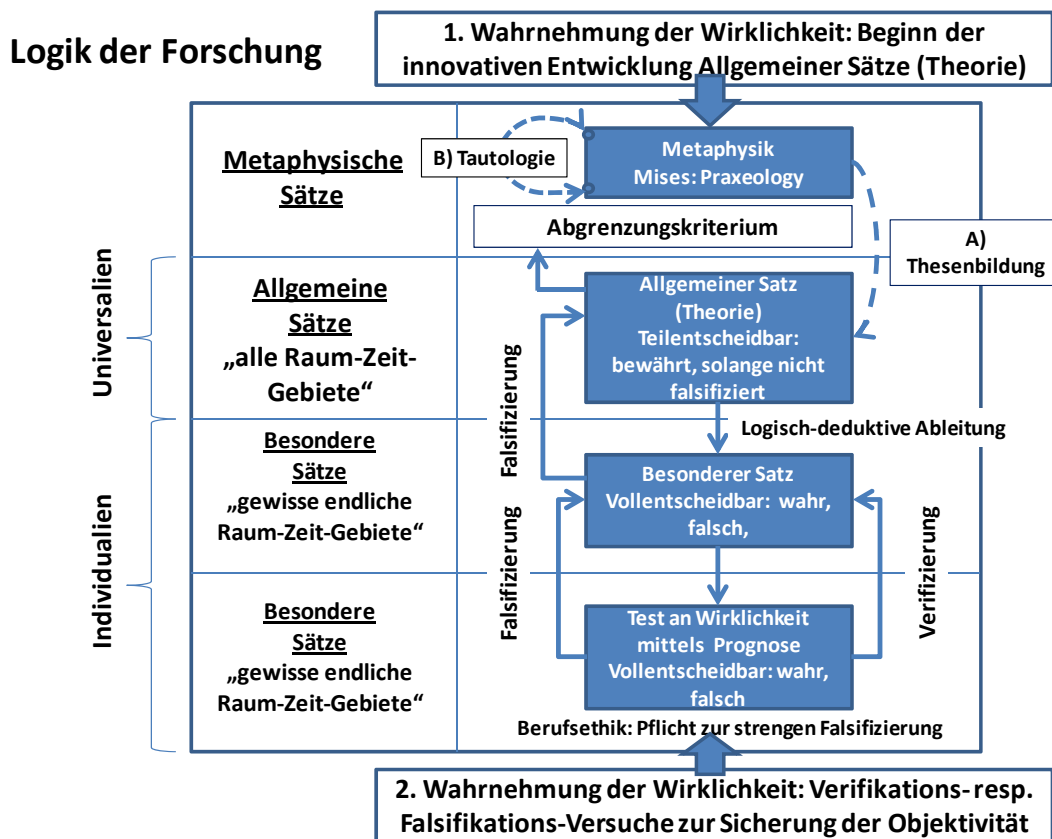 Logik der Forschung
1. Wahrnehmung der Wirklichkeit: Beginn der
innovativen Entwicklung Allgemeiner Sätze (Theorie)
Metaphysische
Sätze
B) Tautologie
Metaphysik
Mises: Praxeology
Abgrenzungskriterium
A)
Thesenbildung
Universalien
Allgemeine
Sätze
„alle Raum-Zeit-
Gebiete“
Allgemeiner Satz
(Theorie)
Teilentscheidbar:
bewährt, solange nicht
falsifiziert
Falsifizierung
Logisch-deduktive Ableitung
Individualien
Besondere
Sätze
„gewisse endliche
Raum-Zeit-Gebiete“
Besonderer Satz
Vollentscheidbar: wahr,
falsch,
Falsifizierung
Verifizierung
Besondere
Sätze
„gewisse endliche
Raum-Zeit-Gebiete“
Test an Wirklichkeit
mittels Prognose
Vollentscheidbar: wahr,
falsch
Berufsethik: Pflicht zur strengen Falsifizierung
2. Wahrnehmung der Wirklichkeit: Verifikations- resp.
Falsifikations-Versuche zur Sicherung der Objektivität